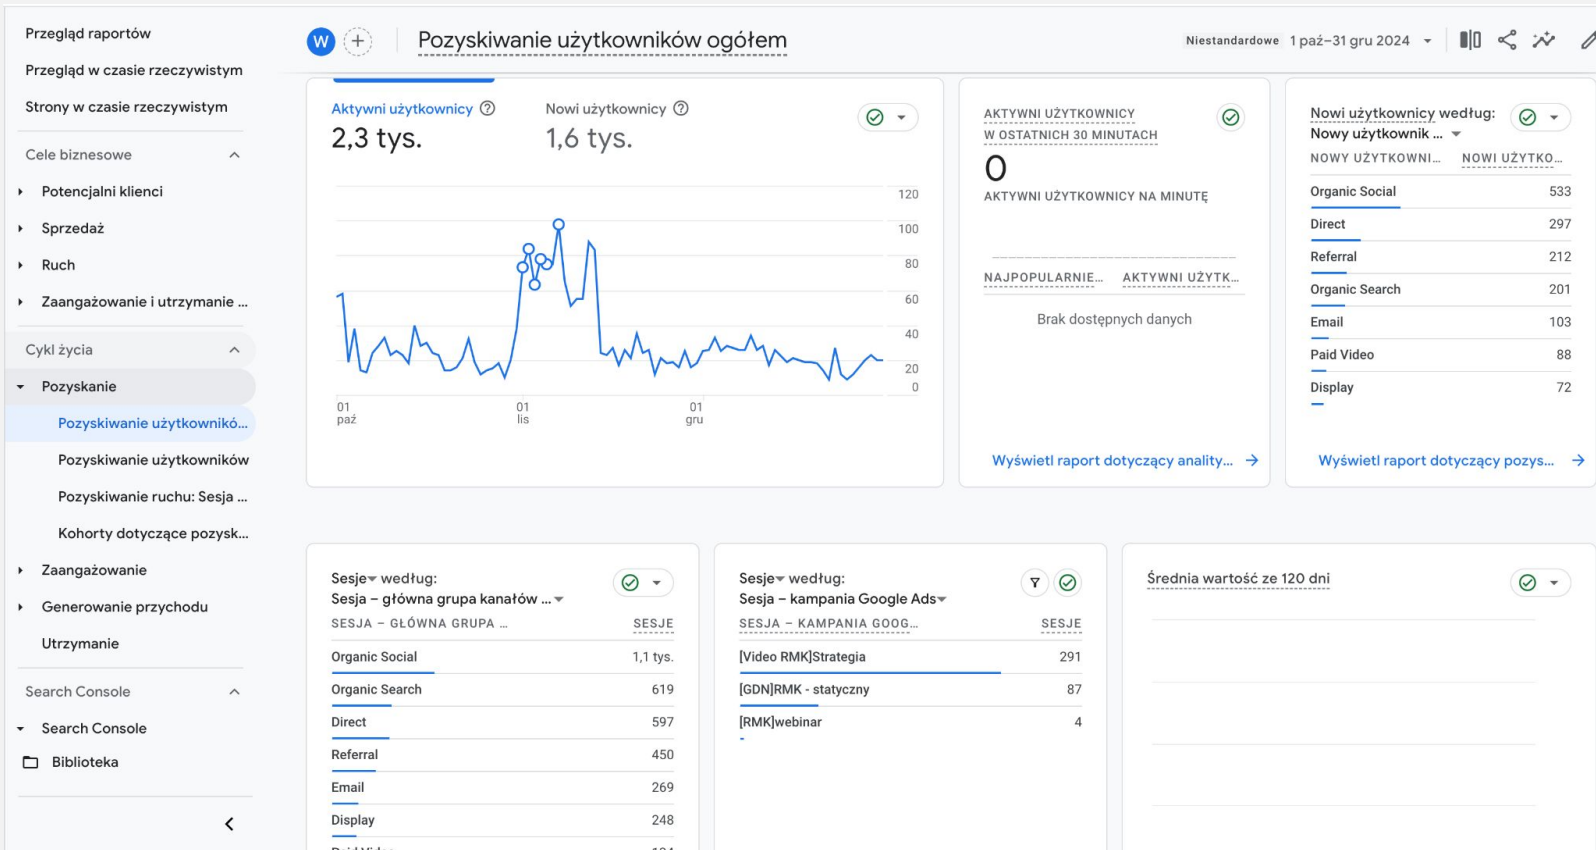 Przegląd raportów
Przegląd w czasie rzeczywistym
Strony w czasie rzeczywistym
Cele biznesowe
Potencjalni klienci
Sprzedaż
Ruch
Zaangażowanie i utrzymanie ...
Cykl życia
Pozyskanie
Pozyskiwanie użytkownikó...
Pozyskiwanie użytkowników
Pozyskiwanie ruchu: Sesja ...
Kohorty dotyczące pozysk...
Zaangażowanie
Generowanie przychodu
Utrzymanie
Search Console
Search Console
Biblioteka
W
Pozyskiwanie użytkowników ogółem
Niestandardowe 1 paź–31 gru 2024
Aktywni użytkownicy
2,3 tys.
Nowi użytkownicy
1,6 tys.
120
100
80
60
40
20
0
01
paź
01
lis
01
gru
AKTYWNI UŻYTKOWNICY
W OSTATNICH 30 MINUTACH
0
AKTYWNI UŻYTKOWNICY NA MINUTĘ
NAJPOPULARNIE... AKTYWNI UŻYTK...
Brak dostępnych danych
Wyświetl raport dotyczący anality...
Nowi użytkownicy według:
Nowy użytkownik ...
NOWY UŻYTKOWNI... NOWI UŻYTKO...
Organic Social 533
Direct 297
Referral 212
Organic Search 201
Email 103
Paid Video 88
Display 72
Wyświetl raport dotyczący pozys...
Sesje według:
Sesja – główna grupa kanałów ...
SESJA – GŁÓWNA GRUPA ... SESJE
Organic Social 1,1 tys.
Organic Search 619
Direct 597
Referral 450
Email 269
Display 248
Sesje według:
Sesja – kampania Google Ads
SESJA – KAMPANIA GOOG... SESJE
[Video RMK]Strategia 291
[GDN]RMK - statyczny 87
[RMK]webinar 4
Średnia wartość ze 120 dni